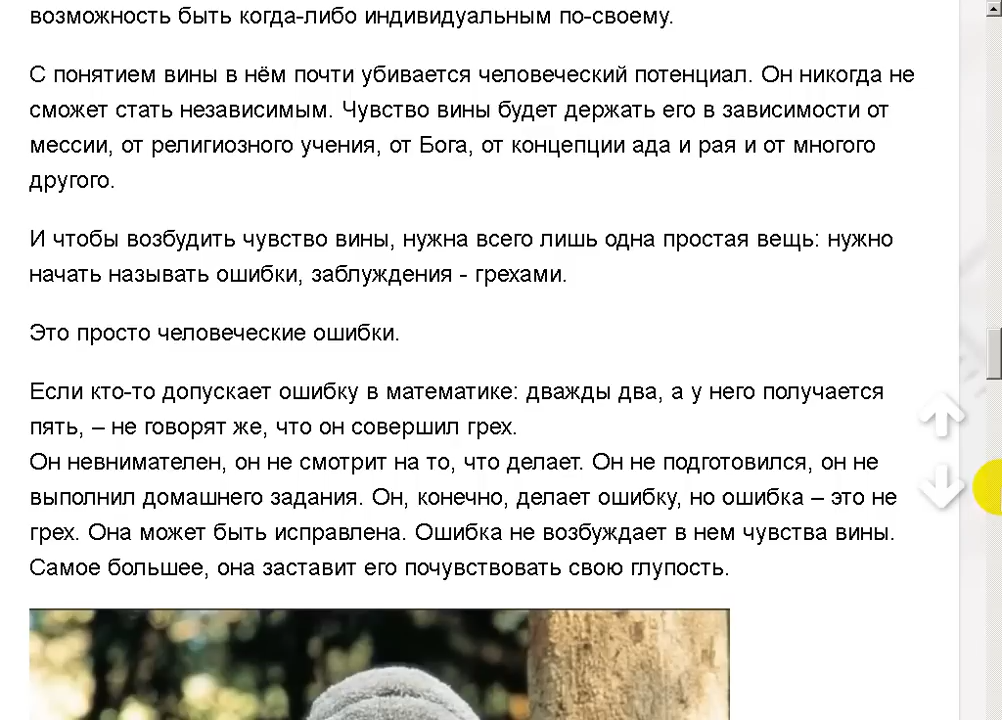 возможность быть когда-либо индивидуальным по-своему.
С понятием вины в нём почти убивается человеческий потенциал. Он никогда не
сможет стать независимым. Чувство вины будет держать его в зависимости от
мессии, от религиозного учения, от Бога, от концепции ада и рая и от многого
другого.
И чтобы возбудить чувство вины, нужна всего лишь одна простая вещь: нужно
начать называть ошибки, заблуждения - грехами.
Это просто человеческие ошибки.
Если кто-то допускает ошибку в математике: дважды два, а у него получается
пять, – не говорят же, что он совершил грех.
Он невнимателен, он не смотрит на то, что делает. Он не подготовился, он не
выполнил домашнего задания. Он, конечно, делает ошибку, но ошибка – это не
грех. Она может быть исправлена. Ошибка не возбуждает в нем чувства вины.
Самое большее, она заставит его почувствовать свою глупость.